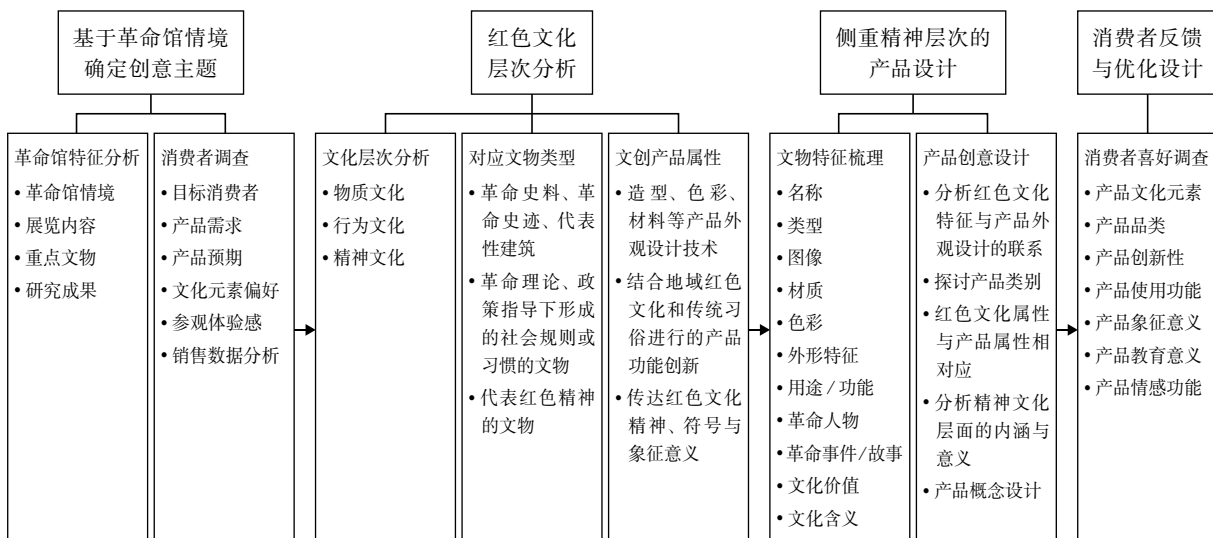 基于革命馆情境
确定创意主题
红色文化
层次分析
侧重精神层次的
产品设计
消费者反馈
与优化设计
革命馆特征分析
• 革命馆情境
• 展览内容
• 重点文物
• 研究成果
消费者调查
• 目标消费者
• 产品需求
• 产品预期
• 文化元素偏好
• 参观体验感
• 销售数据分析
文化层次分析
• 物质文化
• 行为文化
• 精神文化
对应文物类型
• 革命史料、革
命史迹、代表
性建筑
• 革命理论、政
策指导下形成
的社会规则或
习惯的文物
• 代表红色精神
的文物
文创产品属性
• 造型、色彩、
材料等产品外
观设计技术
• 结合地域红色
文化和传统习
俗进行的产品
功能创新
• 传达红色文化
精神、符号与
象征意义
文物特征梳理
• 名称
• 类型
• 图像
• 材质
• 色彩
• 外形特征
• 用途/功能
• 革命人物
• 革命事件/故事
• 文化价值
• 文化含义
产品创意设计
• 分析红色文化
特征与产品外
观设计的联系
• 探讨产品类别
• 红色文化属性
与产品属性相
对应
• 分析精神文化
层面的内涵与
意义
• 产品概念设计
消费者喜好调查
• 产品文化元素
• 产品品类
• 产品创新性
• 产品使用功能
• 产品象征意义
• 产品教育意义
• 产品情感功能